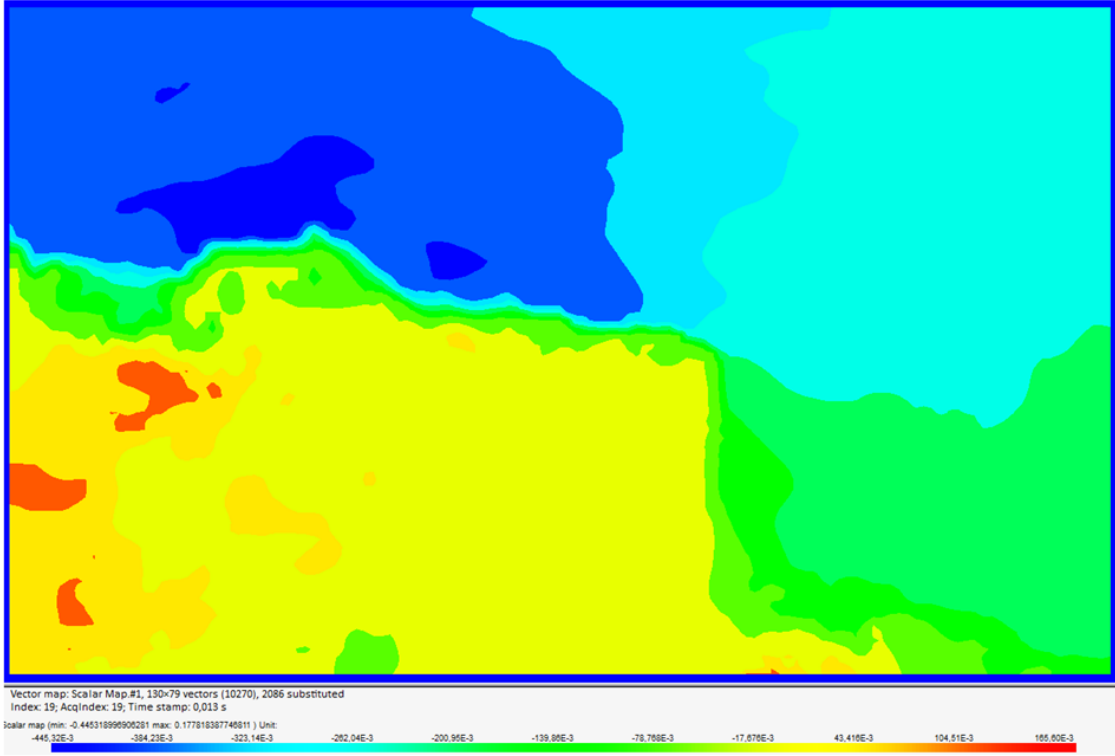 Vector map: Scalar Map.#1, 130×79 vectors (10270), 2086 substituted
Index: 19; AcqIndex: 19; Time stamp: 0,013 s
Scalar map (min: -0.445318996906281 max: 0.177818387746811 ) Unit:
-445,32E-3 -384,23E-3 -323,14E-3 -262,04E-3 -200,95E-3 -139,86E-3 -78,768E-3 -17,676E-3 43,416E-3 104,51E-3 165,60E-3